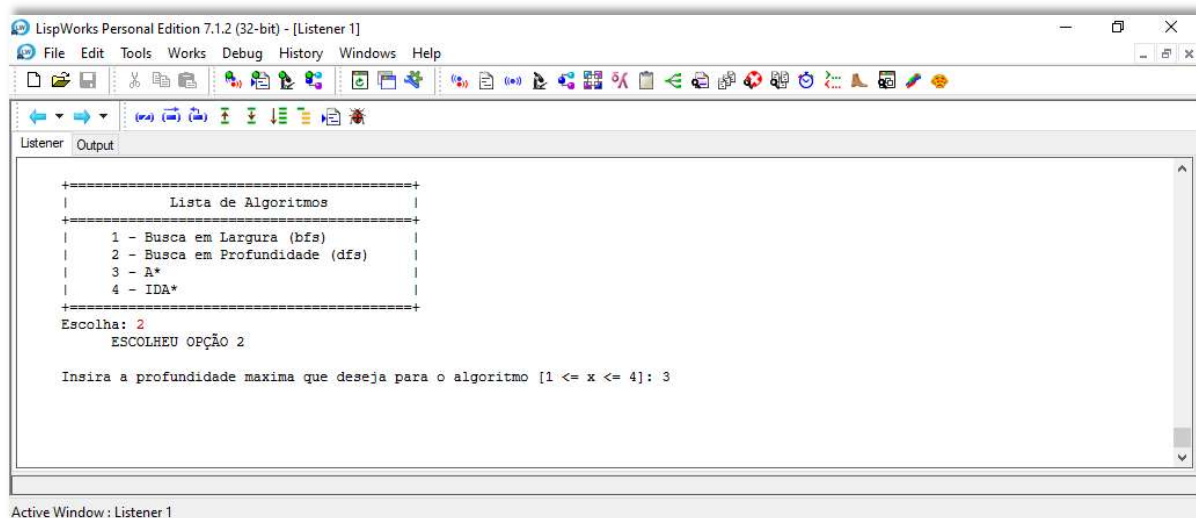 LispWorks Personal Edition 7.1.2 (32-bit) - [Listener 1]
File Edit Tools Works Debug History Windows Help
Listener Output
+=========================================+
| Lista de Algoritmos |
+=========================================+
| 1 - Busca em Largura (bfs) |
| 2 - Busca em Profundidade (dfs) |
| 3 - A* |
| 4 - IDA* |
+=========================================+
Escolha: 2
ESCOLHEU OPÇÃO 2
Insira a profundidade maxima que deseja para o algoritmo [1 <= x <= 4]: 3
Active Window : Listener 1